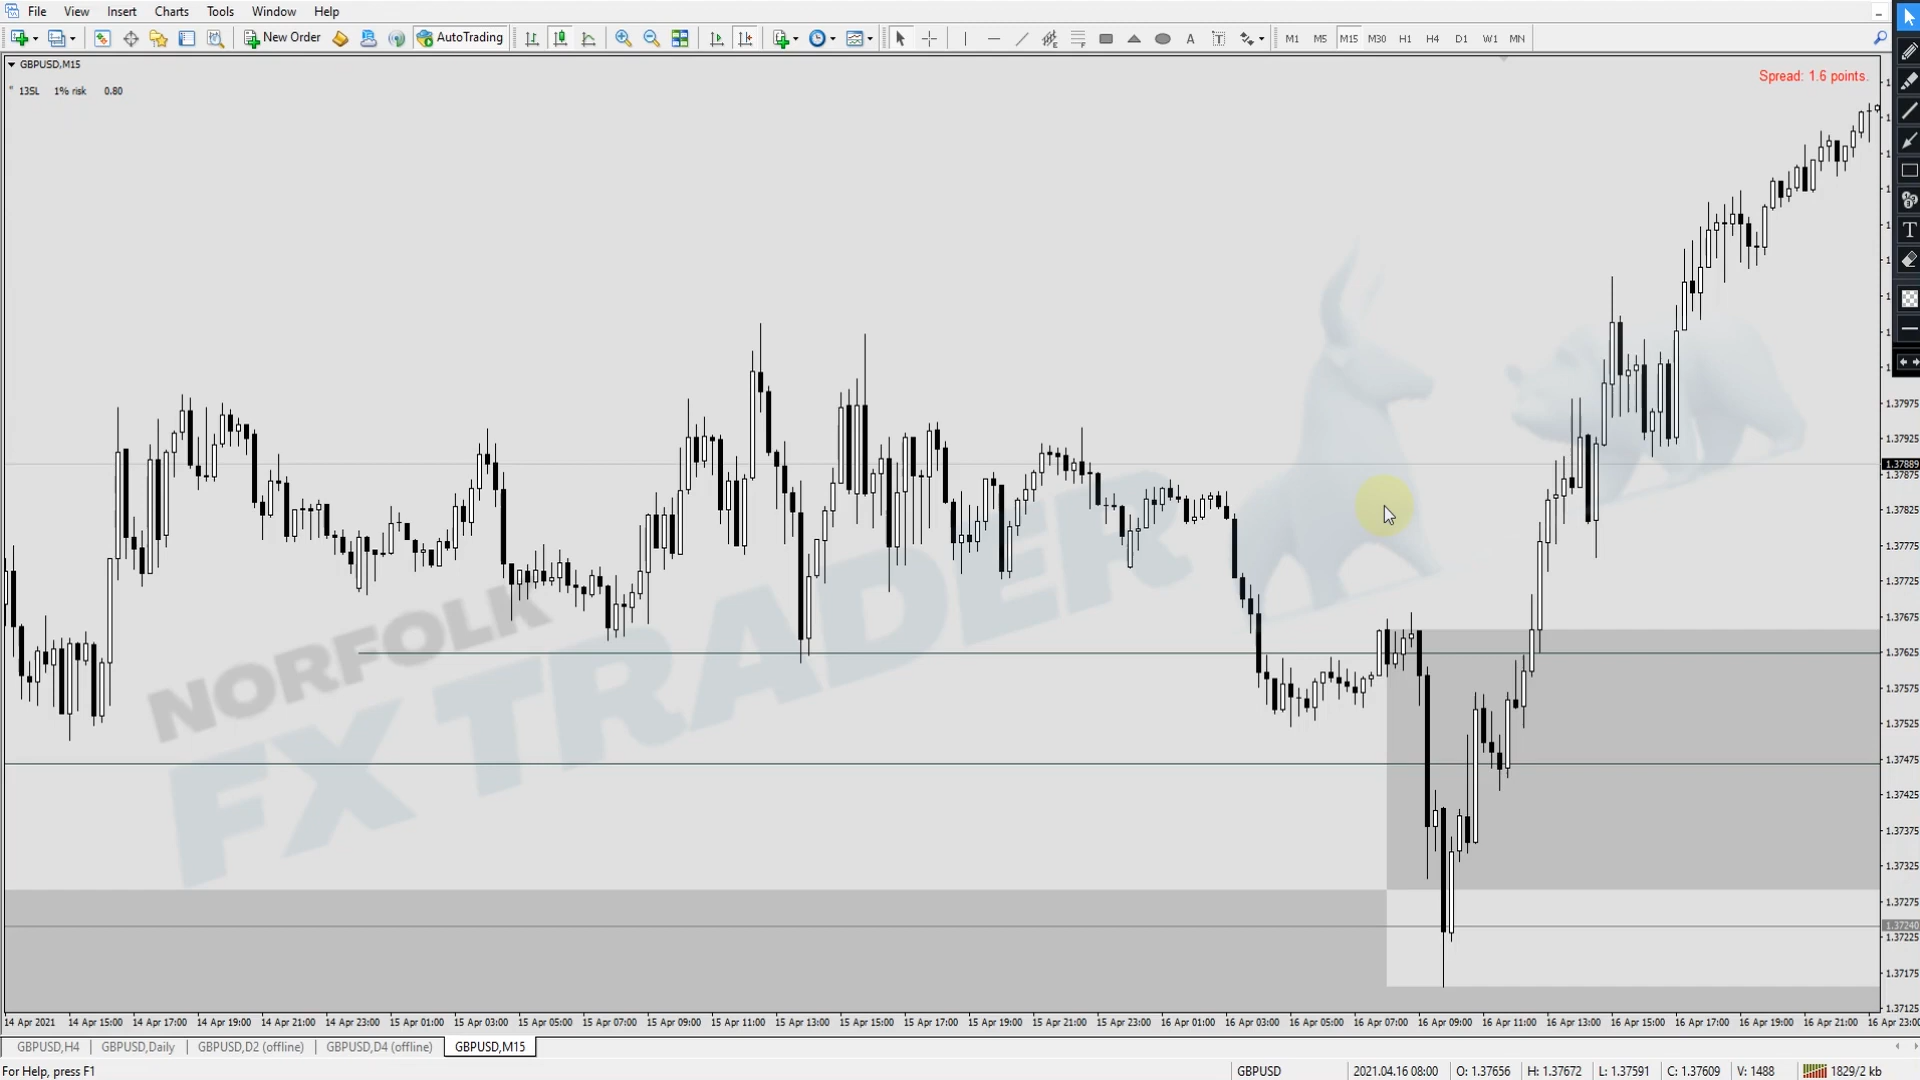 File View Insert Charts Tools Window Help
New Order AutoTrading A T M1 M5 M15 M30 H1 H4 D1 W1 MN
GBPUSD,M15
Spread: 1.6 points.
13SL 1% risk 0.80
T
NORFOLK
FX TRADER
1.37975
1.37925
1.37889
1.37875
1.37825
1.37775
1.37725
1.37675
1.37625
1.37575
1.37525
1.37475
1.37425
1.37375
1.37325
1.37275
1.37240
1.37225
1.37175
1.37125
14 Apr 2021 14 Apr 15:00 14 Apr 17:00 14 Apr 19:00 14 Apr 21:00 14 Apr 23:00 15 Apr 01:00 15 Apr 03:00 15 Apr 05:00 15 Apr 07:00 15 Apr 09:00 15 Apr 11:00 15 Apr 13:00 15 Apr 15:00 15 Apr 17:00 15 Apr 19:00 15 Apr 21:00 15 Apr 23:00 16 Apr 01:00 16 Apr 03:00 16 Apr 05:00 16 Apr 07:00 16 Apr 09:00 16 Apr 11:00 16 Apr 13:00 16 Apr 15:00 16 Apr 17:00 16 Apr 19:00 16 Apr 21:00 16 Apr 23:00
GBPUSD,H4 GBPUSD,Daily GBPUSD,D2 (offline) GBPUSD,D4 (offline) GBPUSD,M15
For Help, press F1 GBPUSD 2021.04.16 08:00 O: 1.37656 H: 1.37672 L: 1.37591 C: 1.37609 V: 1488 1829/2 kb